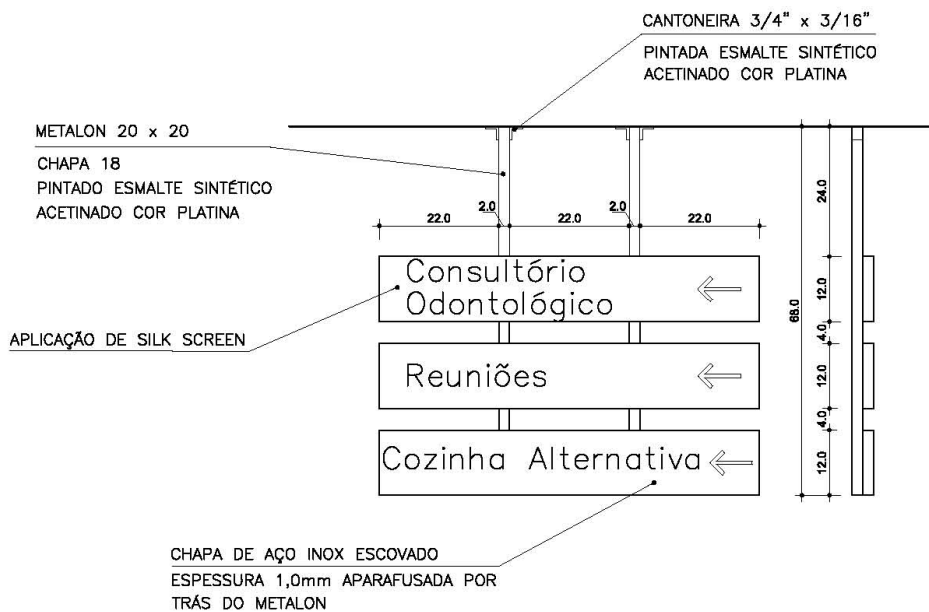 CANTONEIRA 3/4" x 3/16"
PINTADA ESMALTE SINTÉTICO
ACETINADO COR PLATINA
METALON 20 x 20
CHAPA 18
PINTADO ESMALTE SINTÉTICO
ACETINADO COR PLATINA
22.0 2.0 22.0 2.0 22.0
24.0
Consultório
Odontológico
12.0
68.0
4.0
APLICAÇÃO DE SILK SCREEN
Reuniões
12.0
4.0
Cozinha Alternativa
12.0
CHAPA DE AÇO INOX ESCOVADO
ESPESSURA 1,0mm APARAFUSADA POR
TRÁS DO METALON